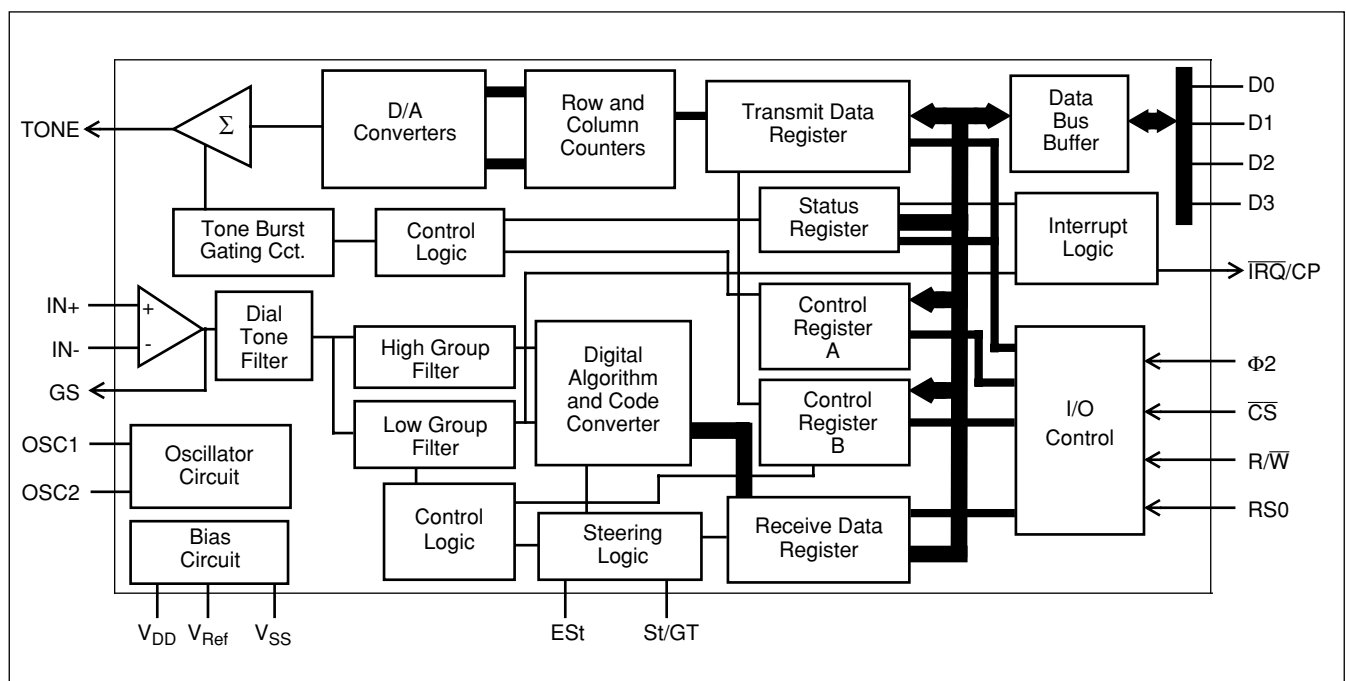 TONE
Σ
D/A
Converters
Row and
Column
Counters
Transmit Data
Register
Data
Bus
Buffer
D0
D1
D2
D3
Tone Burst
Gating Cct.
Control
Logic
Status
Register
Interrupt
Logic
I̅R̅Q̅/CP
IN+
IN-
GS
+
-
Dial
Tone
Filter
High Group
Filter
Low Group
Filter
Digital
Algorithm
and Code
Converter
Control
Register
A
Control
Register
B
I/O
Control
Φ2
C̅S̅
R/W̅
RS0
OSC1
OSC2
Oscillator
Circuit
Control
Logic
Steering
Logic
Receive Data
Register
Bias
Circuit
VDD VRef VSS
ESt St/GT